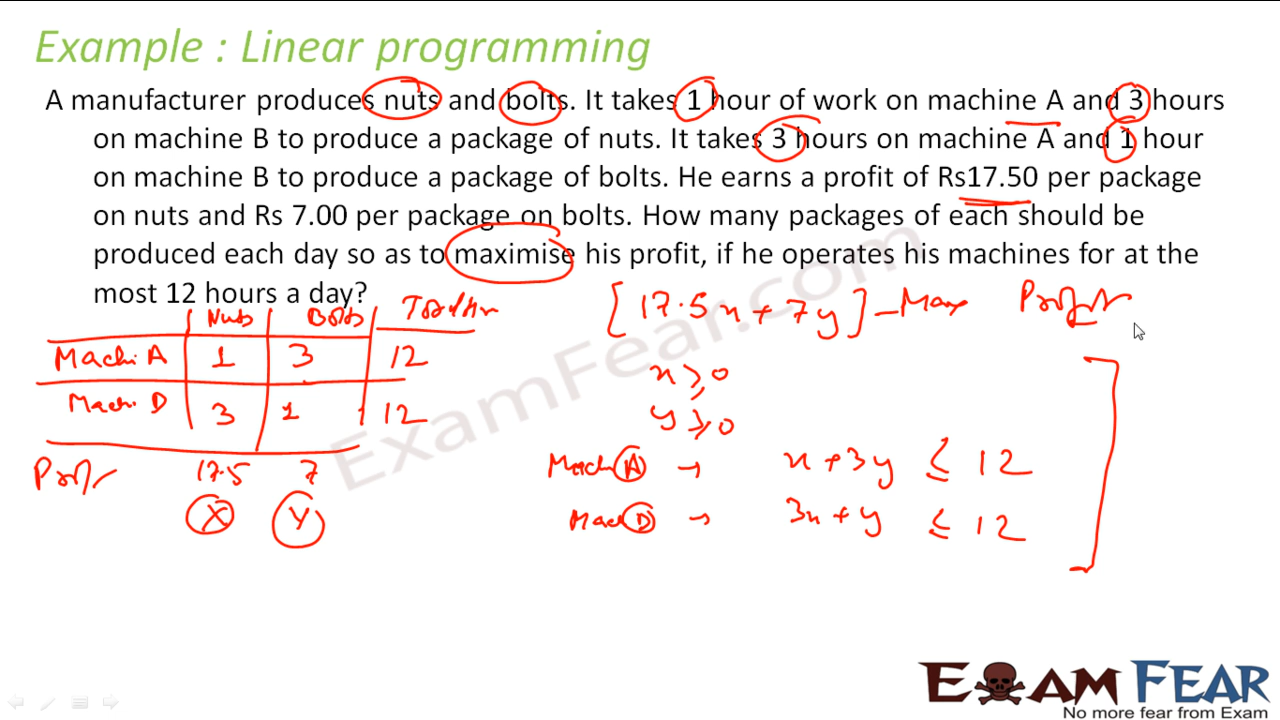 Example : Linear programming
A manufacturer produces nuts and bolts. It takes 1 hour of work on machine A and 3 hours
on machine B to produce a package of nuts. It takes 3 hours on machine A and 1 hour
on machine B to produce a package of bolts. He earns a profit of Rs17.50 per package
on nuts and Rs 7.00 per package on bolts. How many packages of each should be
produced each day so as to maximise his profit, if he operates his machines for at the
most 12 hours a day?
Nuts Bolts
Machi A 1 3 12
Machi D 3 1 12
17.5 7
X Y
[17.5x + 7y] - Max
x ≥ 0
y ≥ 0
Machi A → x + 3y ≤ 12
Mach D → 3x + y ≤ 12
ExamFear.com
EXAM FEAR
No more fear from Exam